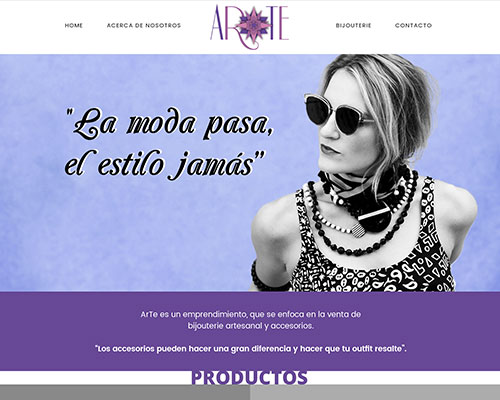 HOME
ACERCA DE NOSOTROS
ARTE
BIJOUTERIE
CONTACTO
"La moda pasa,
el estilo jamás"
ArTe es un emprendimiento, que se enfoca en la venta de
bijouterie artesanal y accesorios.
"Los accesorios pueden hacer una gran diferencia y hacer que tu outfit resalte".
PRODUCTOS